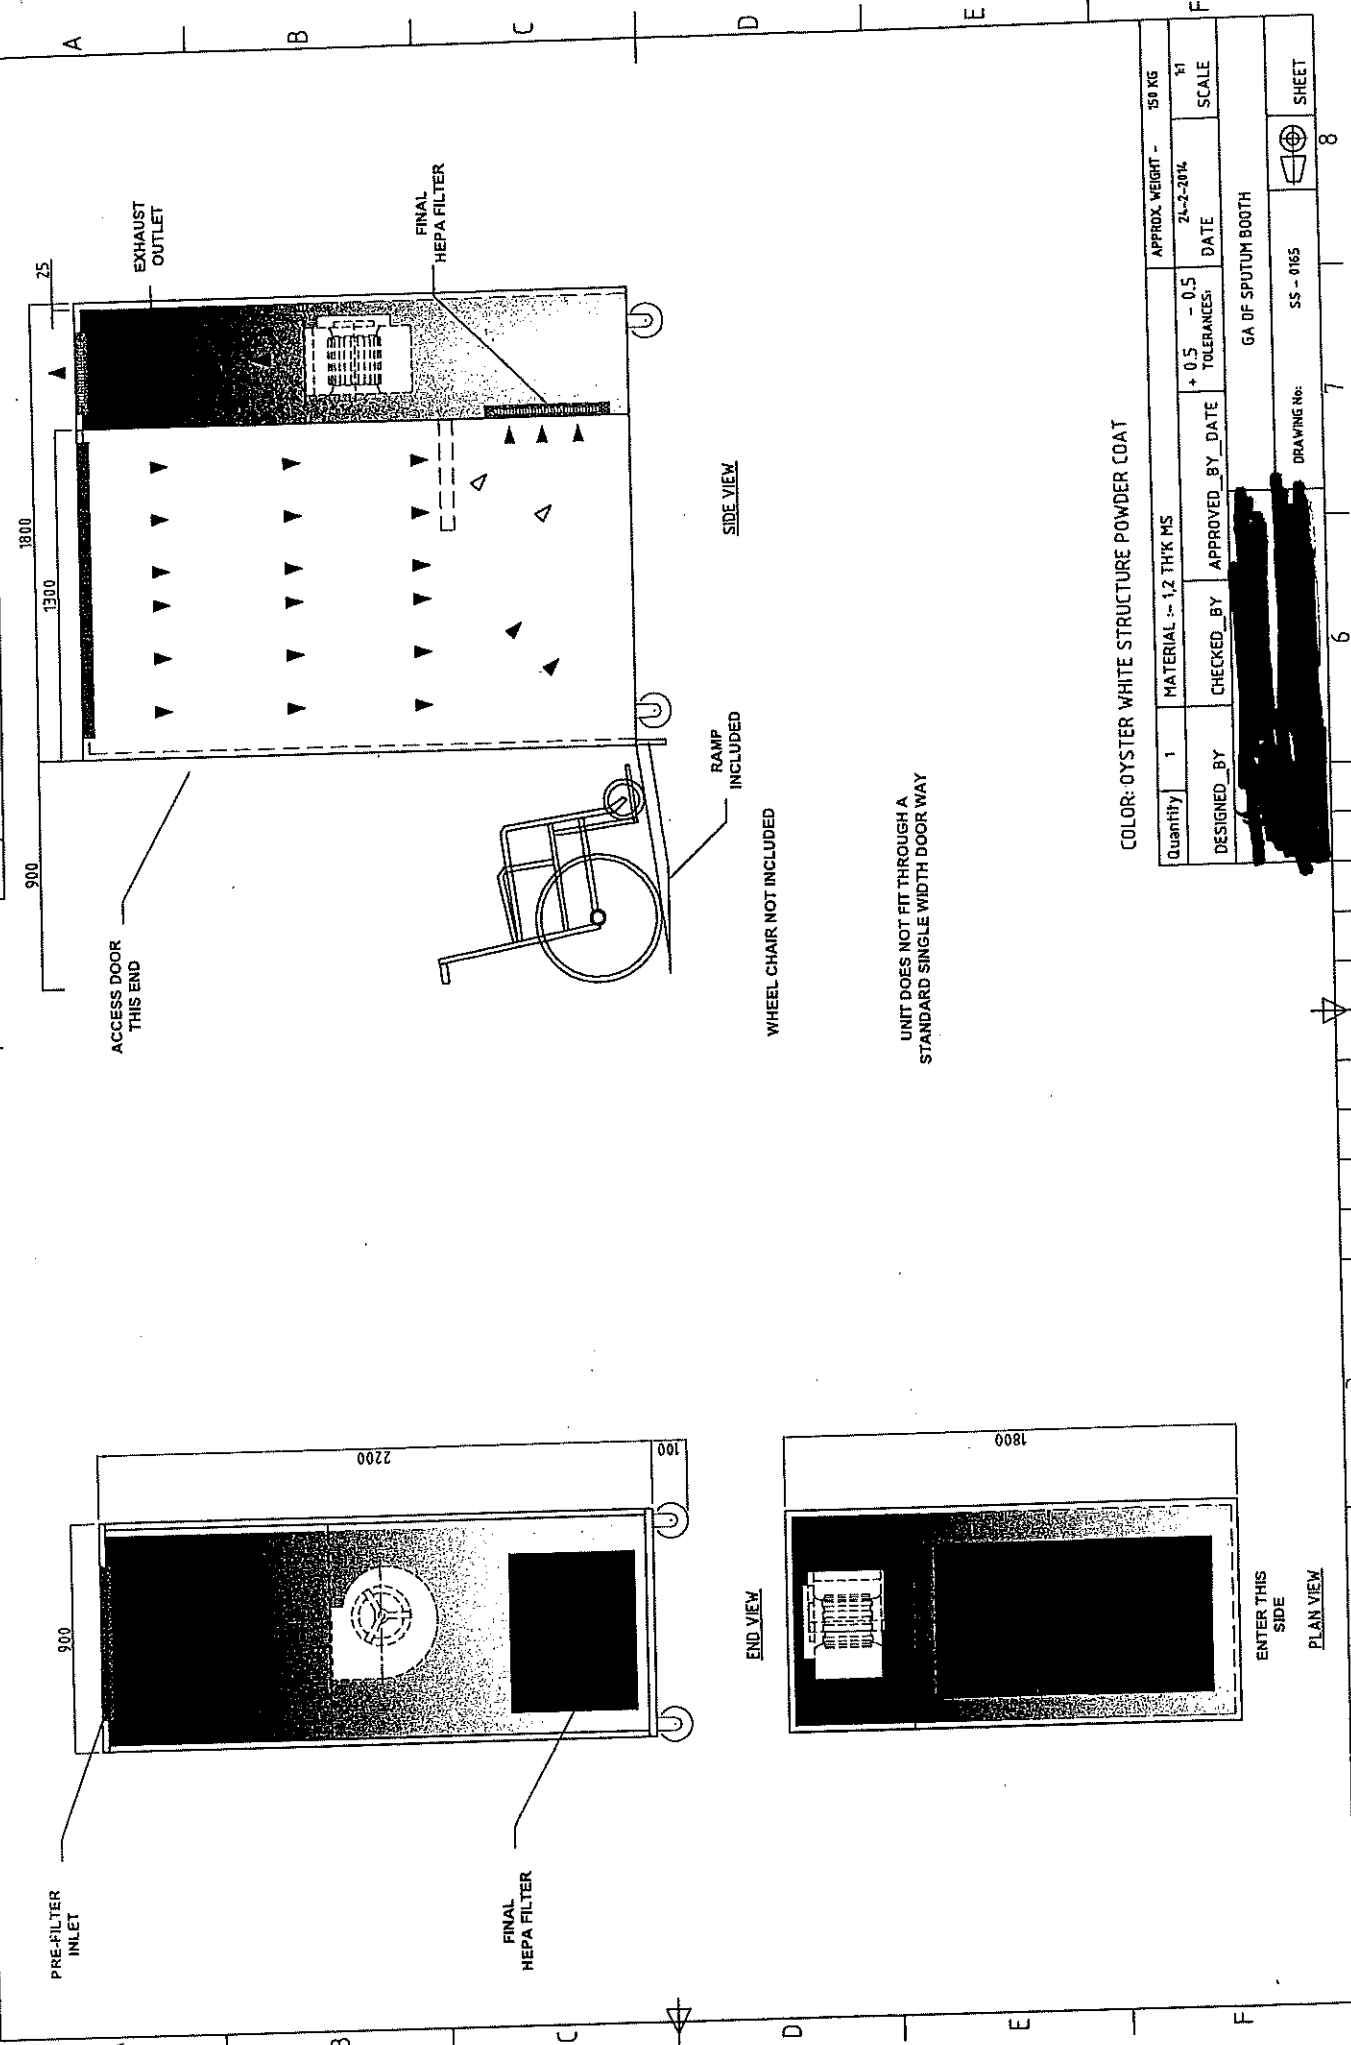 A
B
C
D
E
F
1800
25
1300
900
EXHAUST
OUTLET
FINAL
HEPA FILTER
ACCESS DOOR
THIS END
SIDE VIEW
RAMP
INCLUDED
WHEEL CHAIR NOT INCLUDED
UNIT DOES NOT FIT THROUGH A
STANDARD SINGLE WIDTH DOOR WAY
PRE-FILTER
INLET
900
2200
100
FINAL
HEPA FILTER
END VIEW
1800
ENTER THIS
SIDE
PLAN VIEW
COLOR: OYSTER WHITE STRUCTURE POWDER COAT
Quantity 1 MATERIAL :- 1,2 TH'K MS APPROX. WEIGHT - 150 KG
DESIGNED_BY CHECKED_BY APPROVED_BY_DATE + 0.5 - 0.5 TOLERANCES: 24-2-2014 DATE 1:1 SCALE
GA OF SPUTUM BOOTH
DRAWING No: SS - 0165 SHEET
6 7 8
C
D
E
F